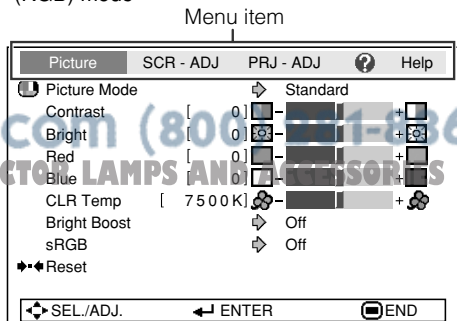 (RGB) mode
Menu item
Picture SCR - ADJ PRJ - ADJ ? Help
Picture Mode Standard
Contrast [ 0] - +
Bright [ 0] - +
Red [ 0] - +
Blue [ 0] - +
CLR Temp [ 7500K] - +
Bright Boost Off
sRGB Off
Reset
SEL./ADJ. ENTER END
com (800) 281-886
CTOR LAMPS AND ACCESSORIES